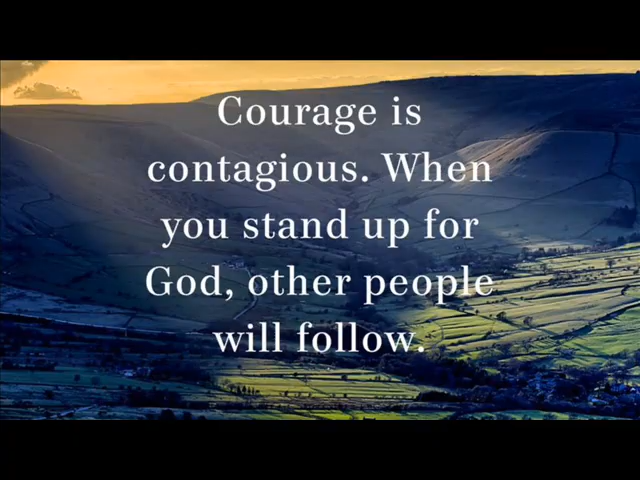 Courage is
contagious. When
you stand up for
God, other people
will follow.